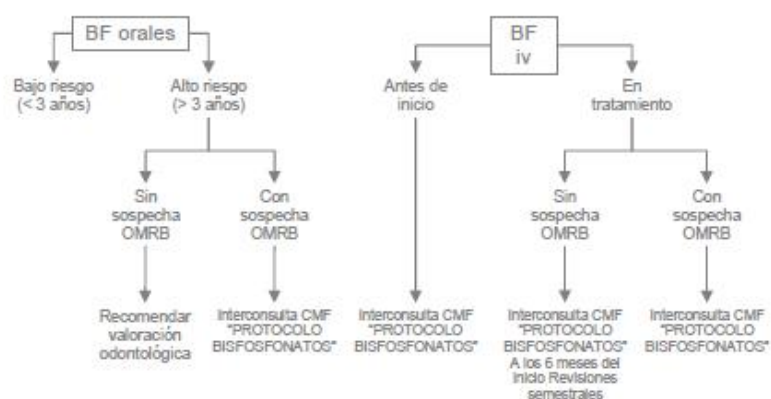 BF orales
Bajo riesgo
(< 3 años)
Alto riesgo
(> 3 años)
Sin
sospecha
OMRB
Con
sospecha
OMRB
Recomendar
valoración
odontológica
Interconsulta CMF
"PROTOCOLO
BISFOSFONATOS"
BF
iv
Antes de
inicio
En
tratamiento
Interconsulta CMF
"PROTOCOLO
BISFOSFONATOS"
Sin
sospecha
OMRB
Con
sospecha
OMRB
Interconsulta CMF
"PROTOCOLO
BISFOSFONATOS"
A los 6 meses del
inicio Revisiones
semestrales
Interconsulta CMF
"PROTOCOLO
BISFOSFONATOS"